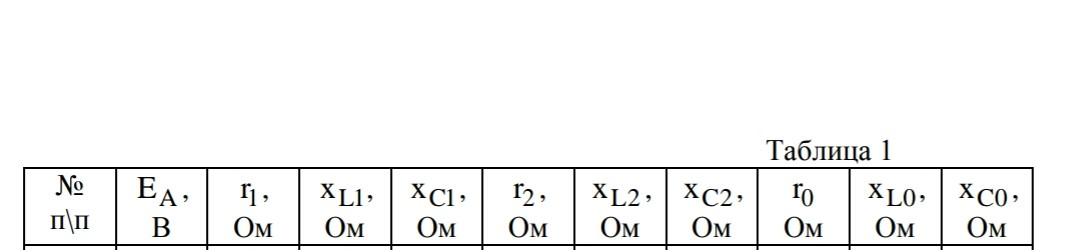 Таблица 1
№ п\п E_A, В r_1, Ом x_L1, Ом x_C1, Ом r_2, Ом x_L2, Ом x_C2, Ом r_0 Ом x_L0, Ом x_C0, Ом